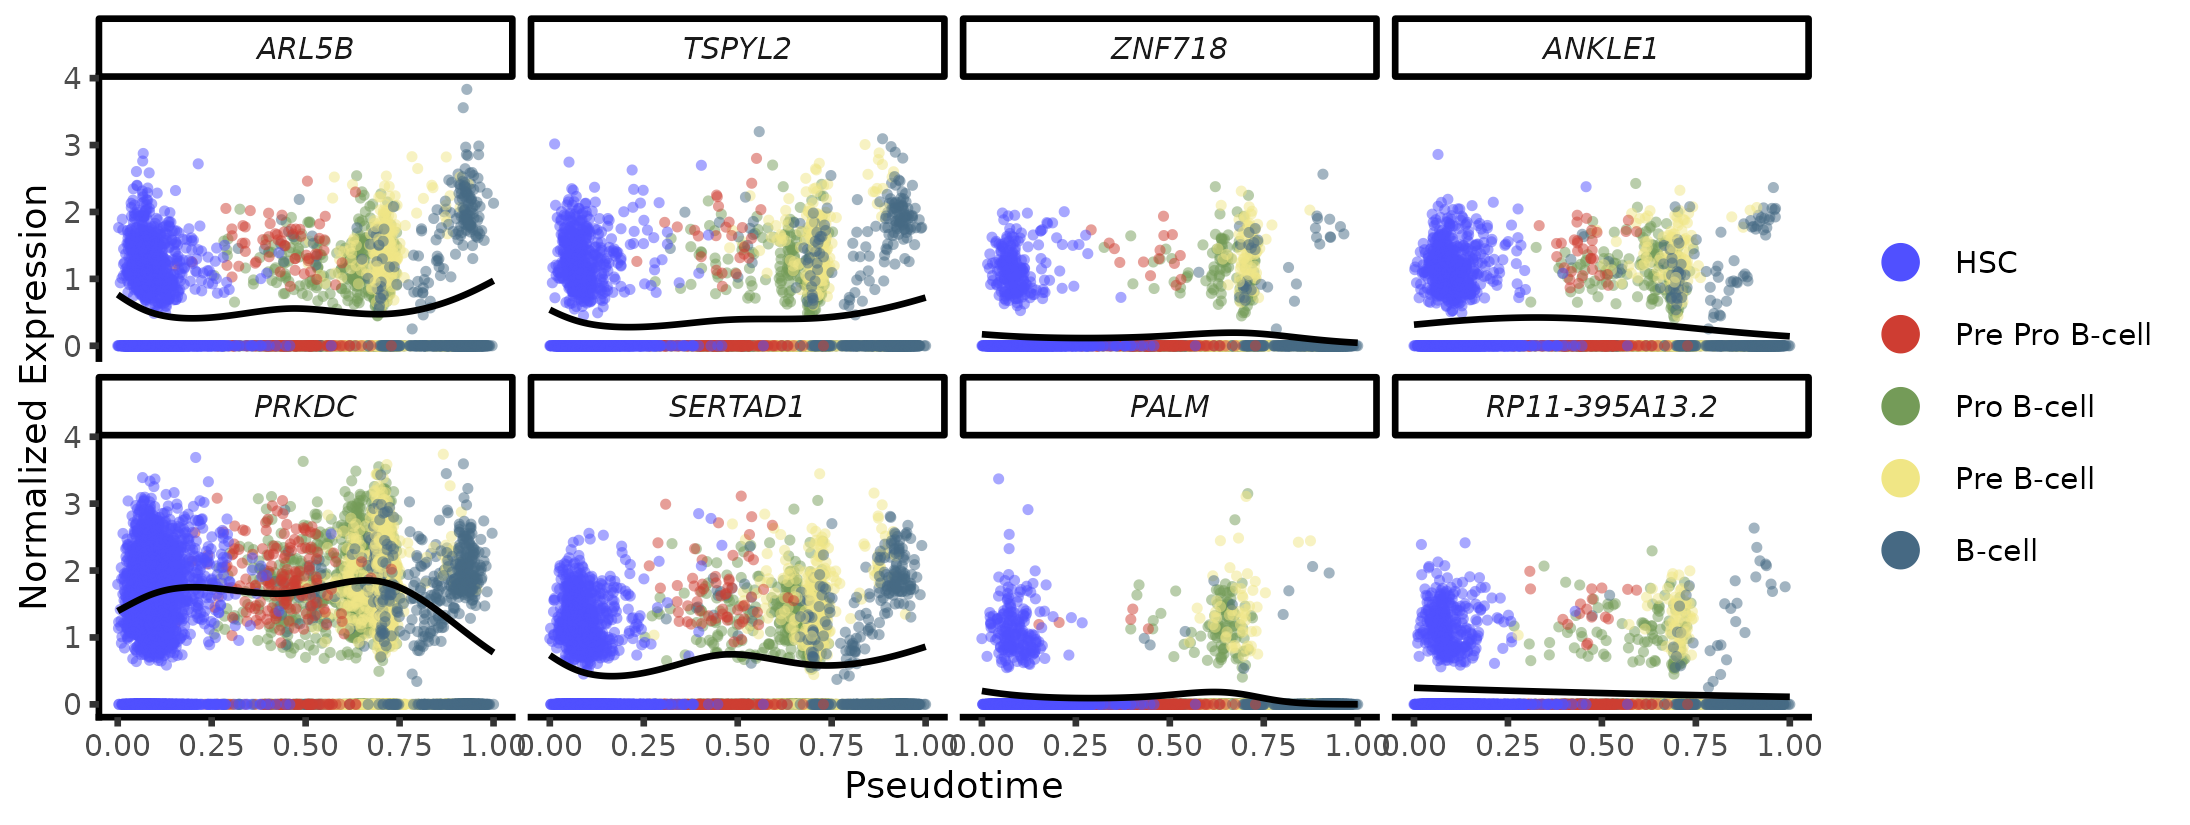 ARL5B TSPYL2 ZNF718 ANKLE1
4
3
2
1
0
PRKDC SERTAD1 PALM RP11-395A13.2
4
3
2
1
0
0.00 0.25 0.50 0.75 1.00 0.00 0.25 0.50 0.75 1.00 0.00 0.25 0.50 0.75 1.00 0.00 0.25 0.50 0.75 1.00
Pseudotime
Normalized Expression
HSC
Pre Pro B-cell
Pro B-cell
Pre B-cell
B-cell